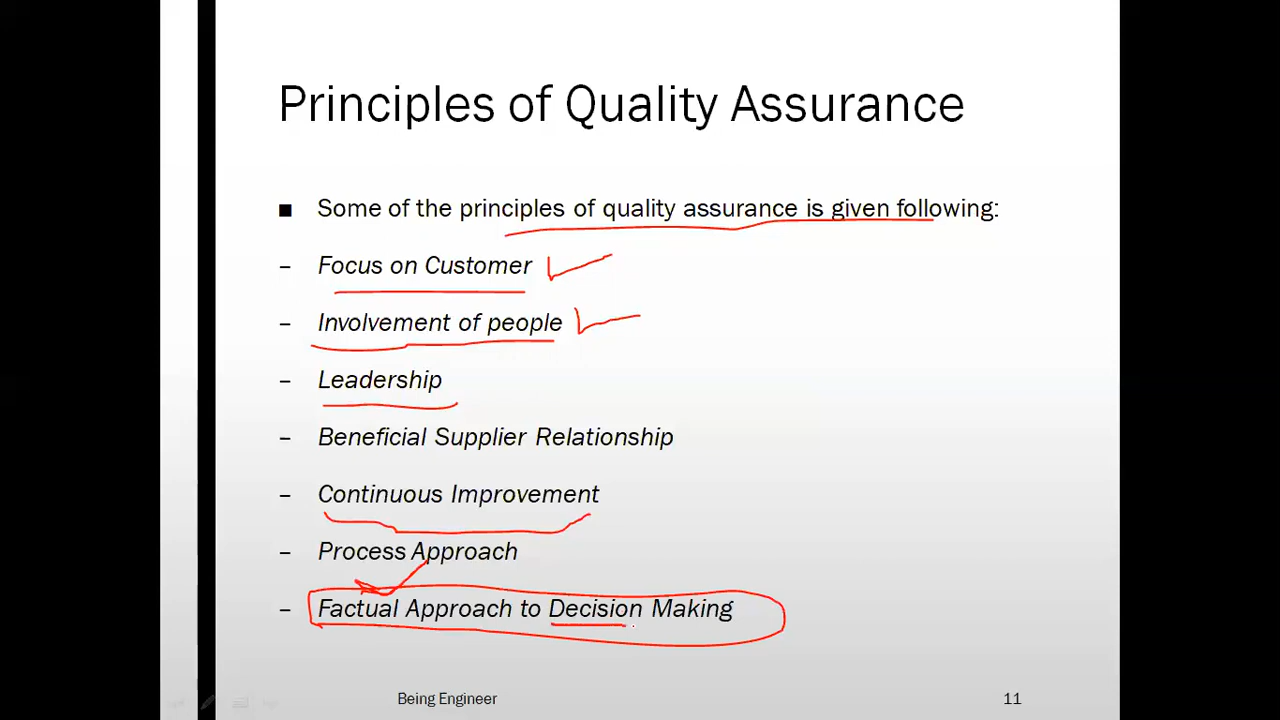 Principles of Quality Assurance
■ Some of the principles of quality assurance is given following:
– Focus on Customer
– Involvement of people
– Leadership
– Beneficial Supplier Relationship
– Continuous Improvement
– Process Approach
– Factual Approach to Decision Making
Being Engineer
11